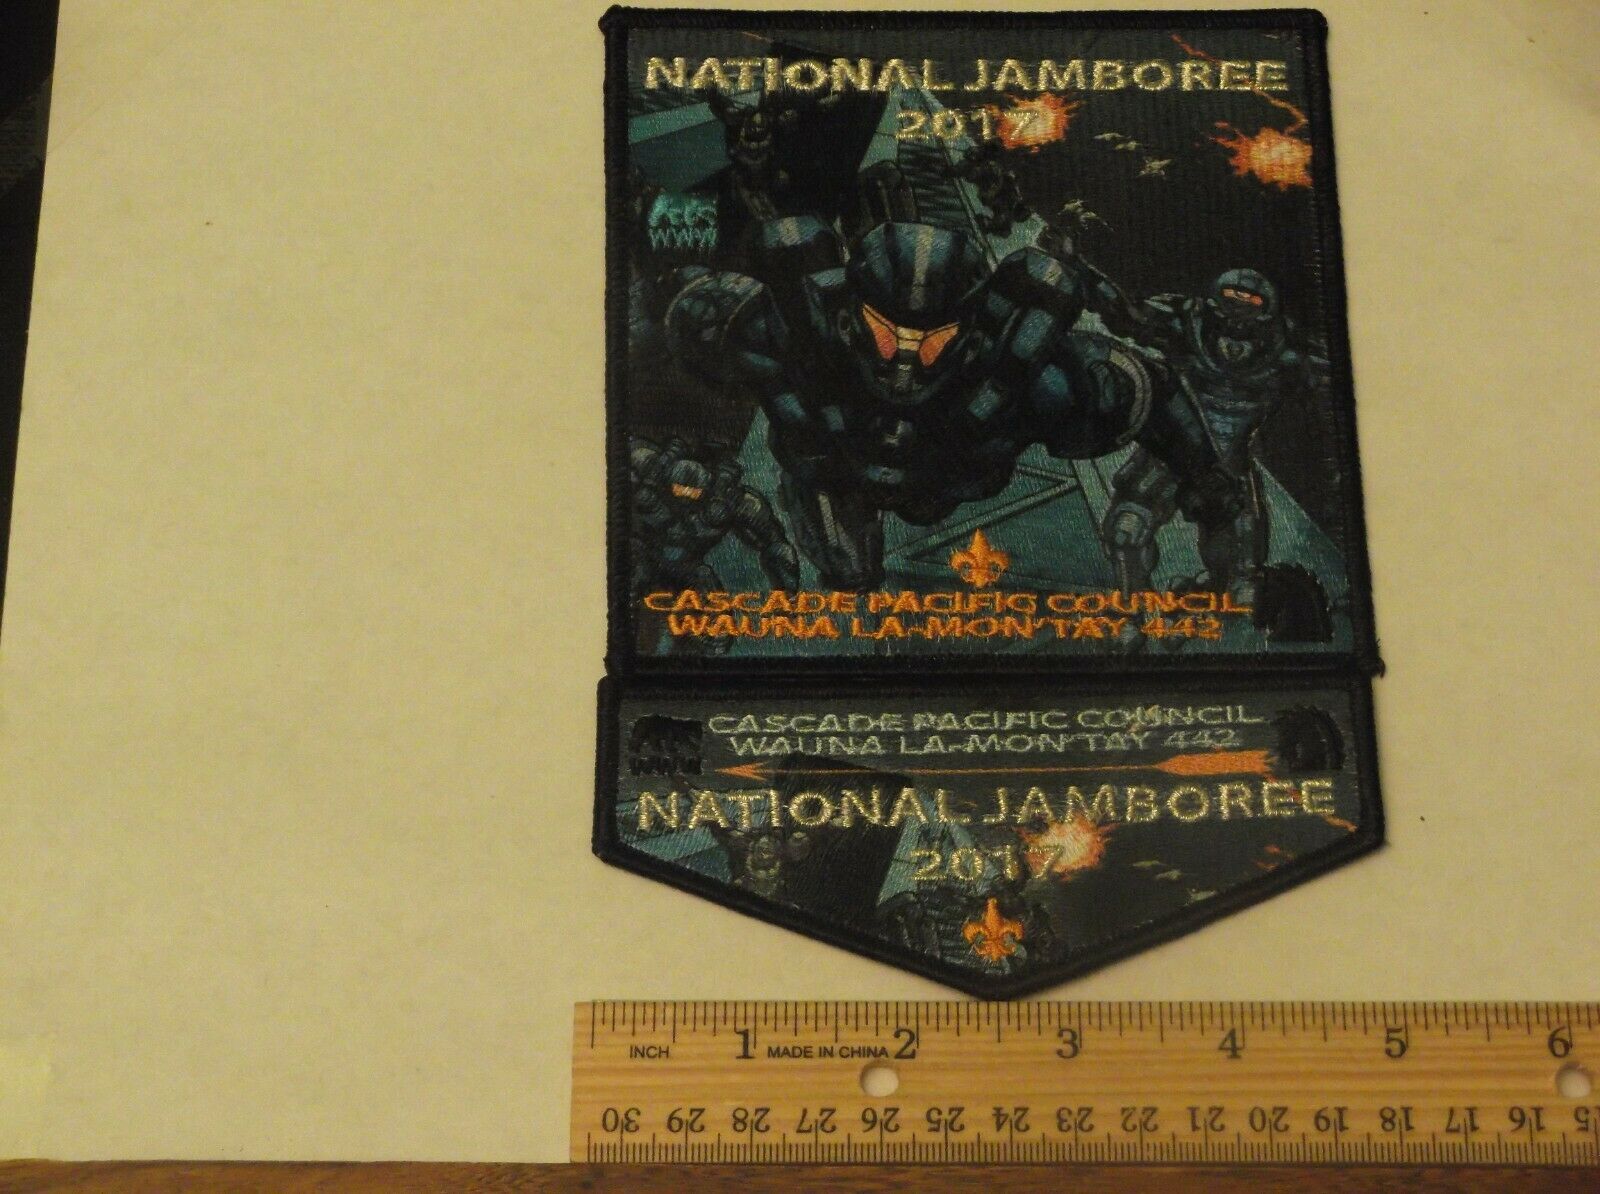 NATIONAL JAMBOREE
2017
WWW
CASCADE PACIFIC COUNCIL
WAUNA LA-MON'TAY 442
CASCADE PACIFIC COUNCIL
WAUNA LA-MON'TAY 442
WWW
NATIONAL JAMBOREE
2017
INCH 1 MADE IN CHINA 2 3 4 5 6
30 29 28 27 26 25 24 23 22 21 20 19 18 17 16 15